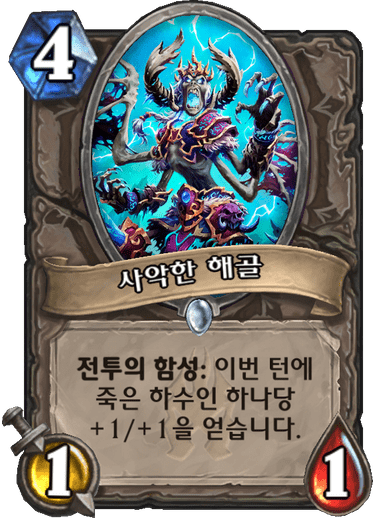 4
사악한 해골
전투의 함성: 이번 턴에
죽은 하수인 하나당
+1/+1을 얻습니다.
1
1